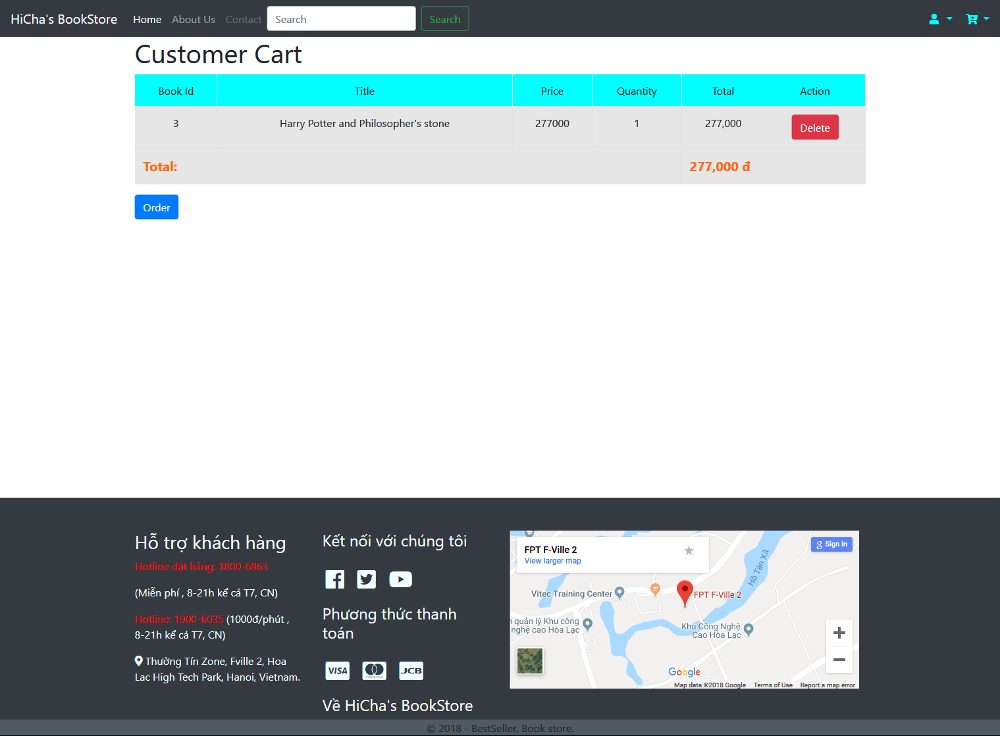 HiCha's BookStore Home About Us Contact Search Search
Customer Cart
Book Id Title Price Quantity Total Action
3 Harry Potter and Philosopher's stone 277000 1 277,000 Delete
Total: 277,000 đ
Order
Hỗ trợ khách hàng
Hotline đặt hàng: 1800-6963
(Miễn phí , 8-21h kể cả T7, CN)
Hotline: 1900-6035 (1000đ/phút ,
8-21h kể cả T7, CN)
Thường Tín Zone, Fville 2, Hoa
Lac High Tech Park, Hanoi, Vietnam.
Kết nối với chúng tôi
Phương thức thanh
toán
VISA mastercard JCB
Về HiCha's BookStore
FPT F-Ville 2
View larger map
Sign in
Hồ Tân Xã
Vitec Training Center
FPT F-Ville 2
n quản lý Khu công
nghệ cao Hòa Lạc
Khu Công Nghệ
Cao Hòa Lạc
Google
Map data ©2018 Google Terms of Use Report a map error
© 2018 - BestSeller, Book store.